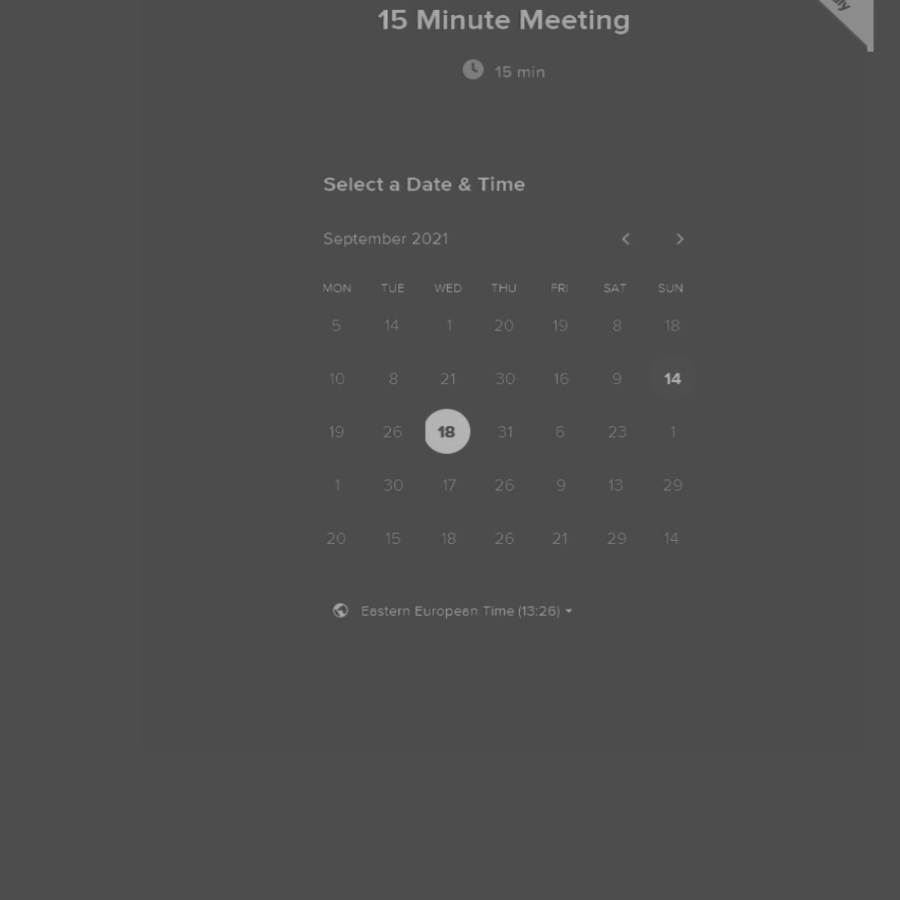 15 Minute Meeting
15 min
Select a Date & Time
September 2021
MON TUE WED THU FRI SAT SUN
5 14 1 20 19 8 18
10 8 21 30 16 9 14
19 26 18 31 6 23 1
1 30 17 26 9 13 29
20 15 18 26 21 29 14
Eastern European Time (13:26)